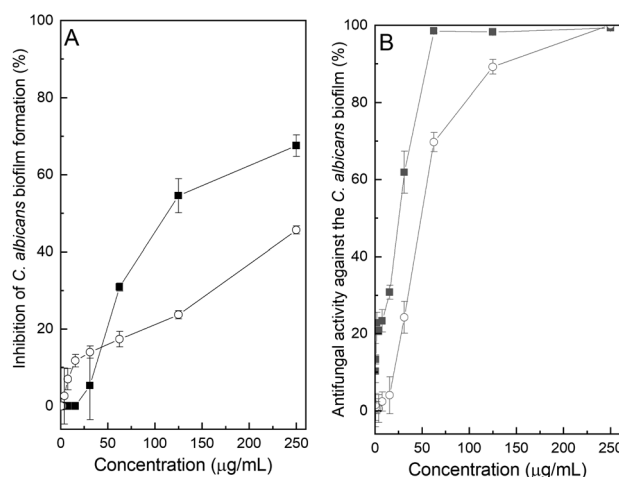 A
Inhibition of C. albicans biofilm formation (%)
100
80
60
40
20
0
0 50 100 150 200 250
Concentration (μg/mL)
B
Antifungal activity against the C. albicans biofilm (%)
100
80
60
40
20
0
0 50 100 150 200 250
Concentration (μg/mL)